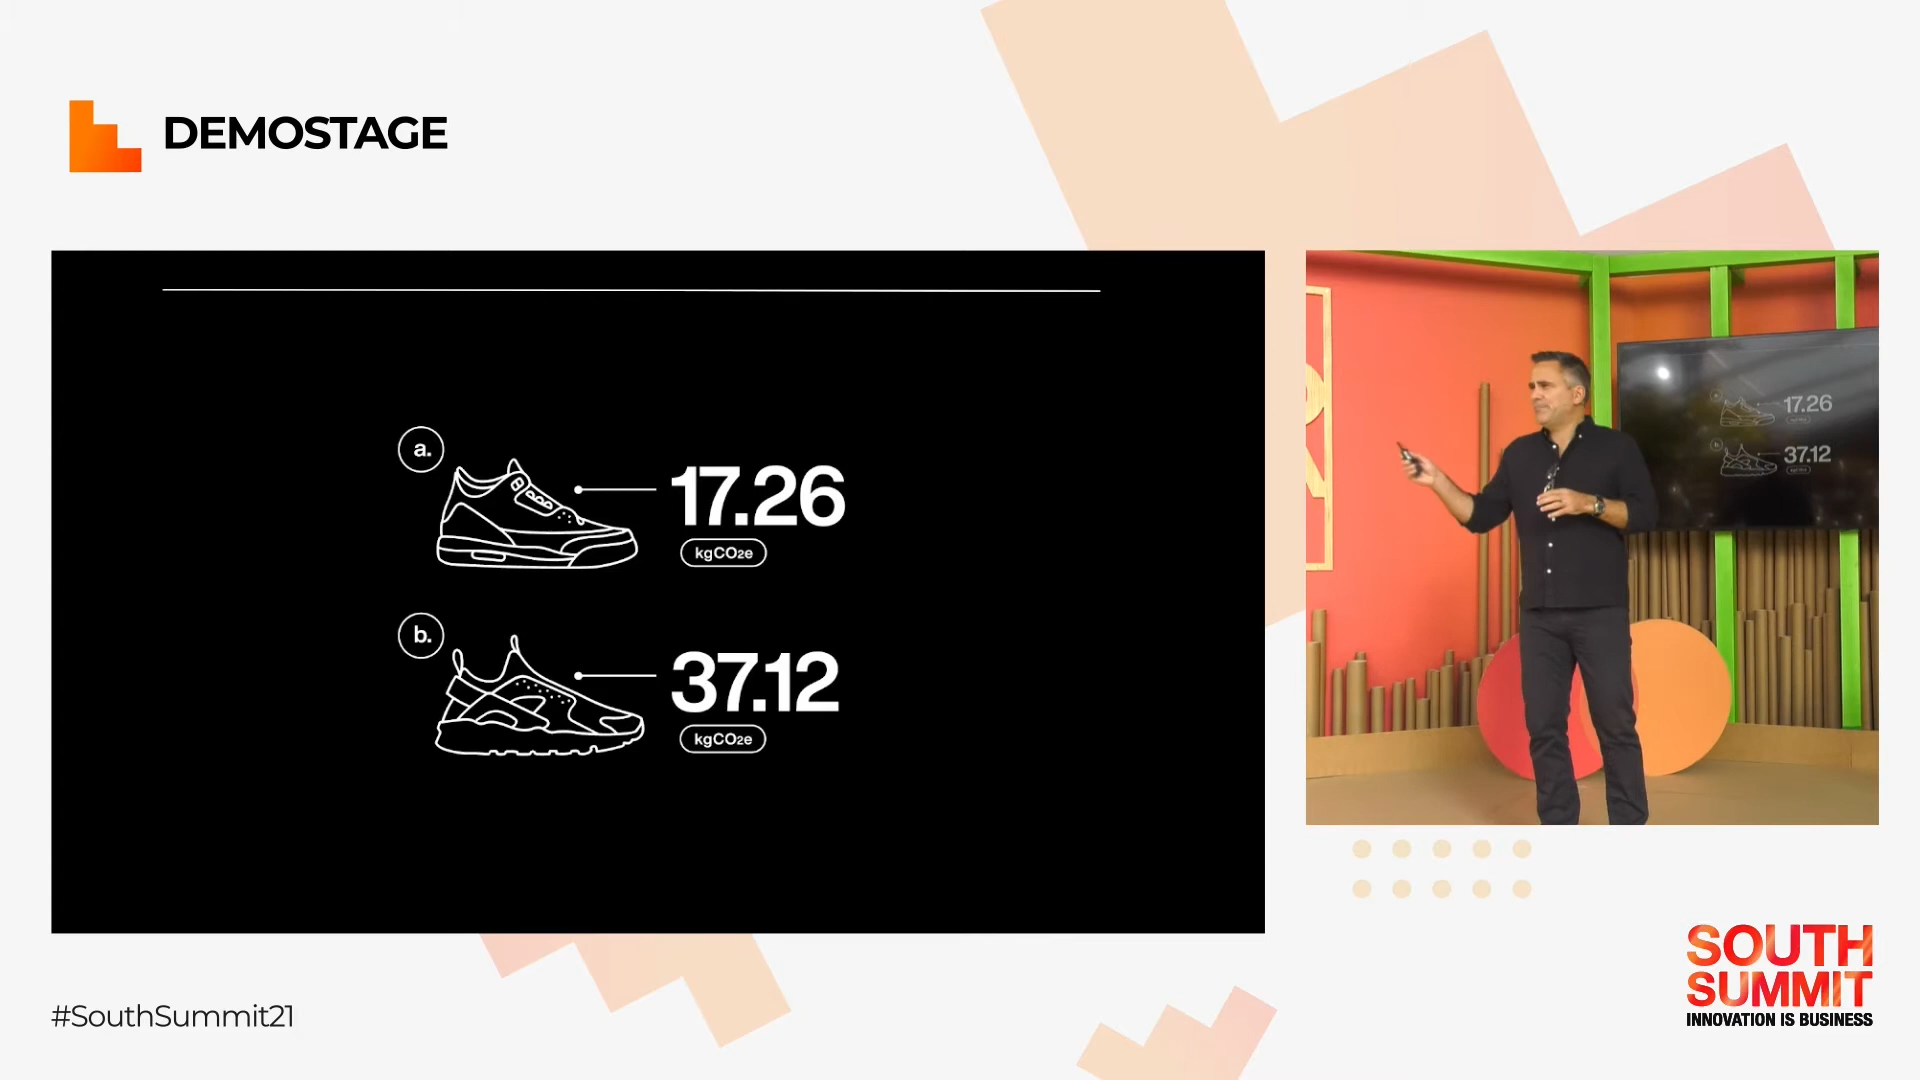 DEMOSTAGE
a.
17.26
kgCO2e
b.
37.12
kgCO2e
17.26
37.12
#SouthSummit21
SOUTH
SUMMIT
INNOVATION IS BUSINESS